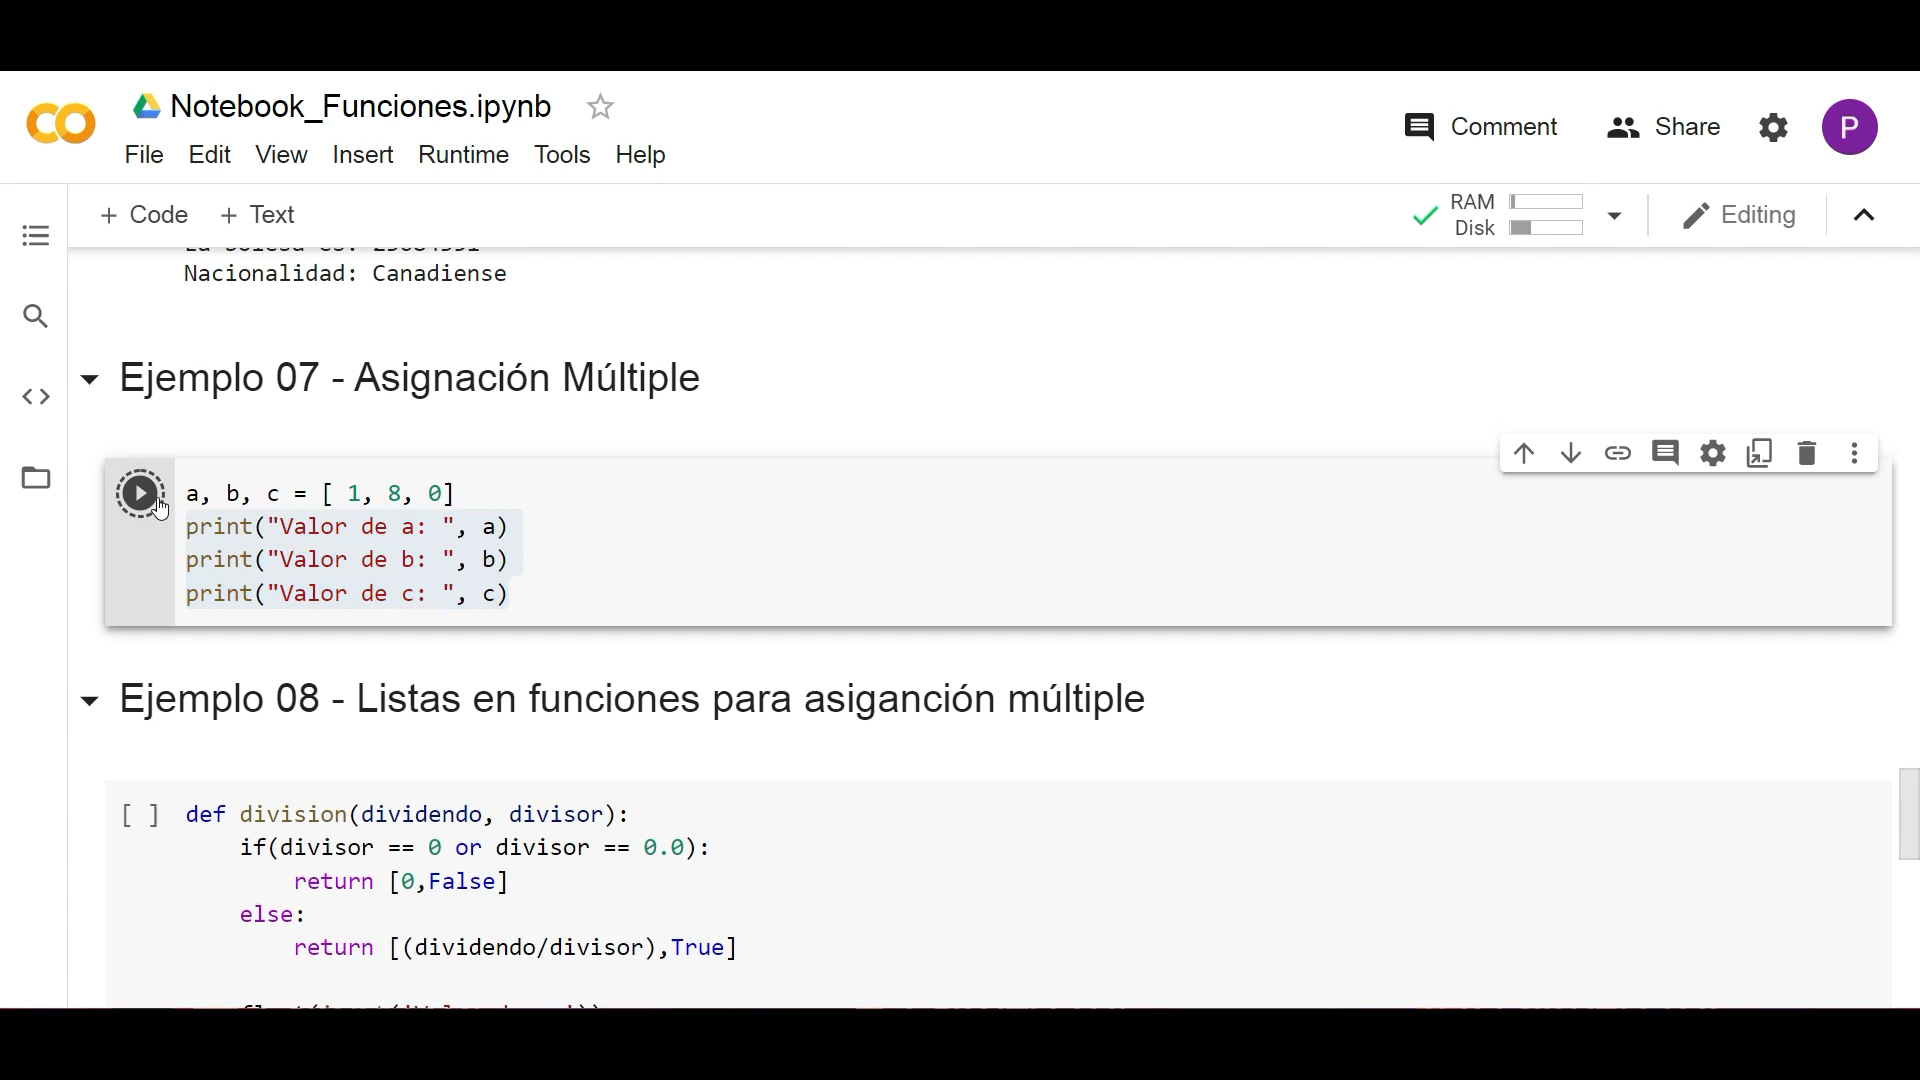 Notebook_Funciones.ipynb
Comment
Share
P
File Edit View Insert Runtime Tools Help
+ Code + Text
RAM
Disk
Editing
Nacionalidad: Canadiense
Ejemplo 07 - Asignación Múltiple
a, b, c = [ 1, 8, 0]
print("Valor de a: ", a)
print("Valor de b: ", b)
print("Valor de c: ", c)
Ejemplo 08 - Listas en funciones para asiganción múltiple
[ ] def division(dividendo, divisor):
if(divisor == 0 or divisor == 0.0):
return [0,False]
else:
return [(dividendo/divisor),True]